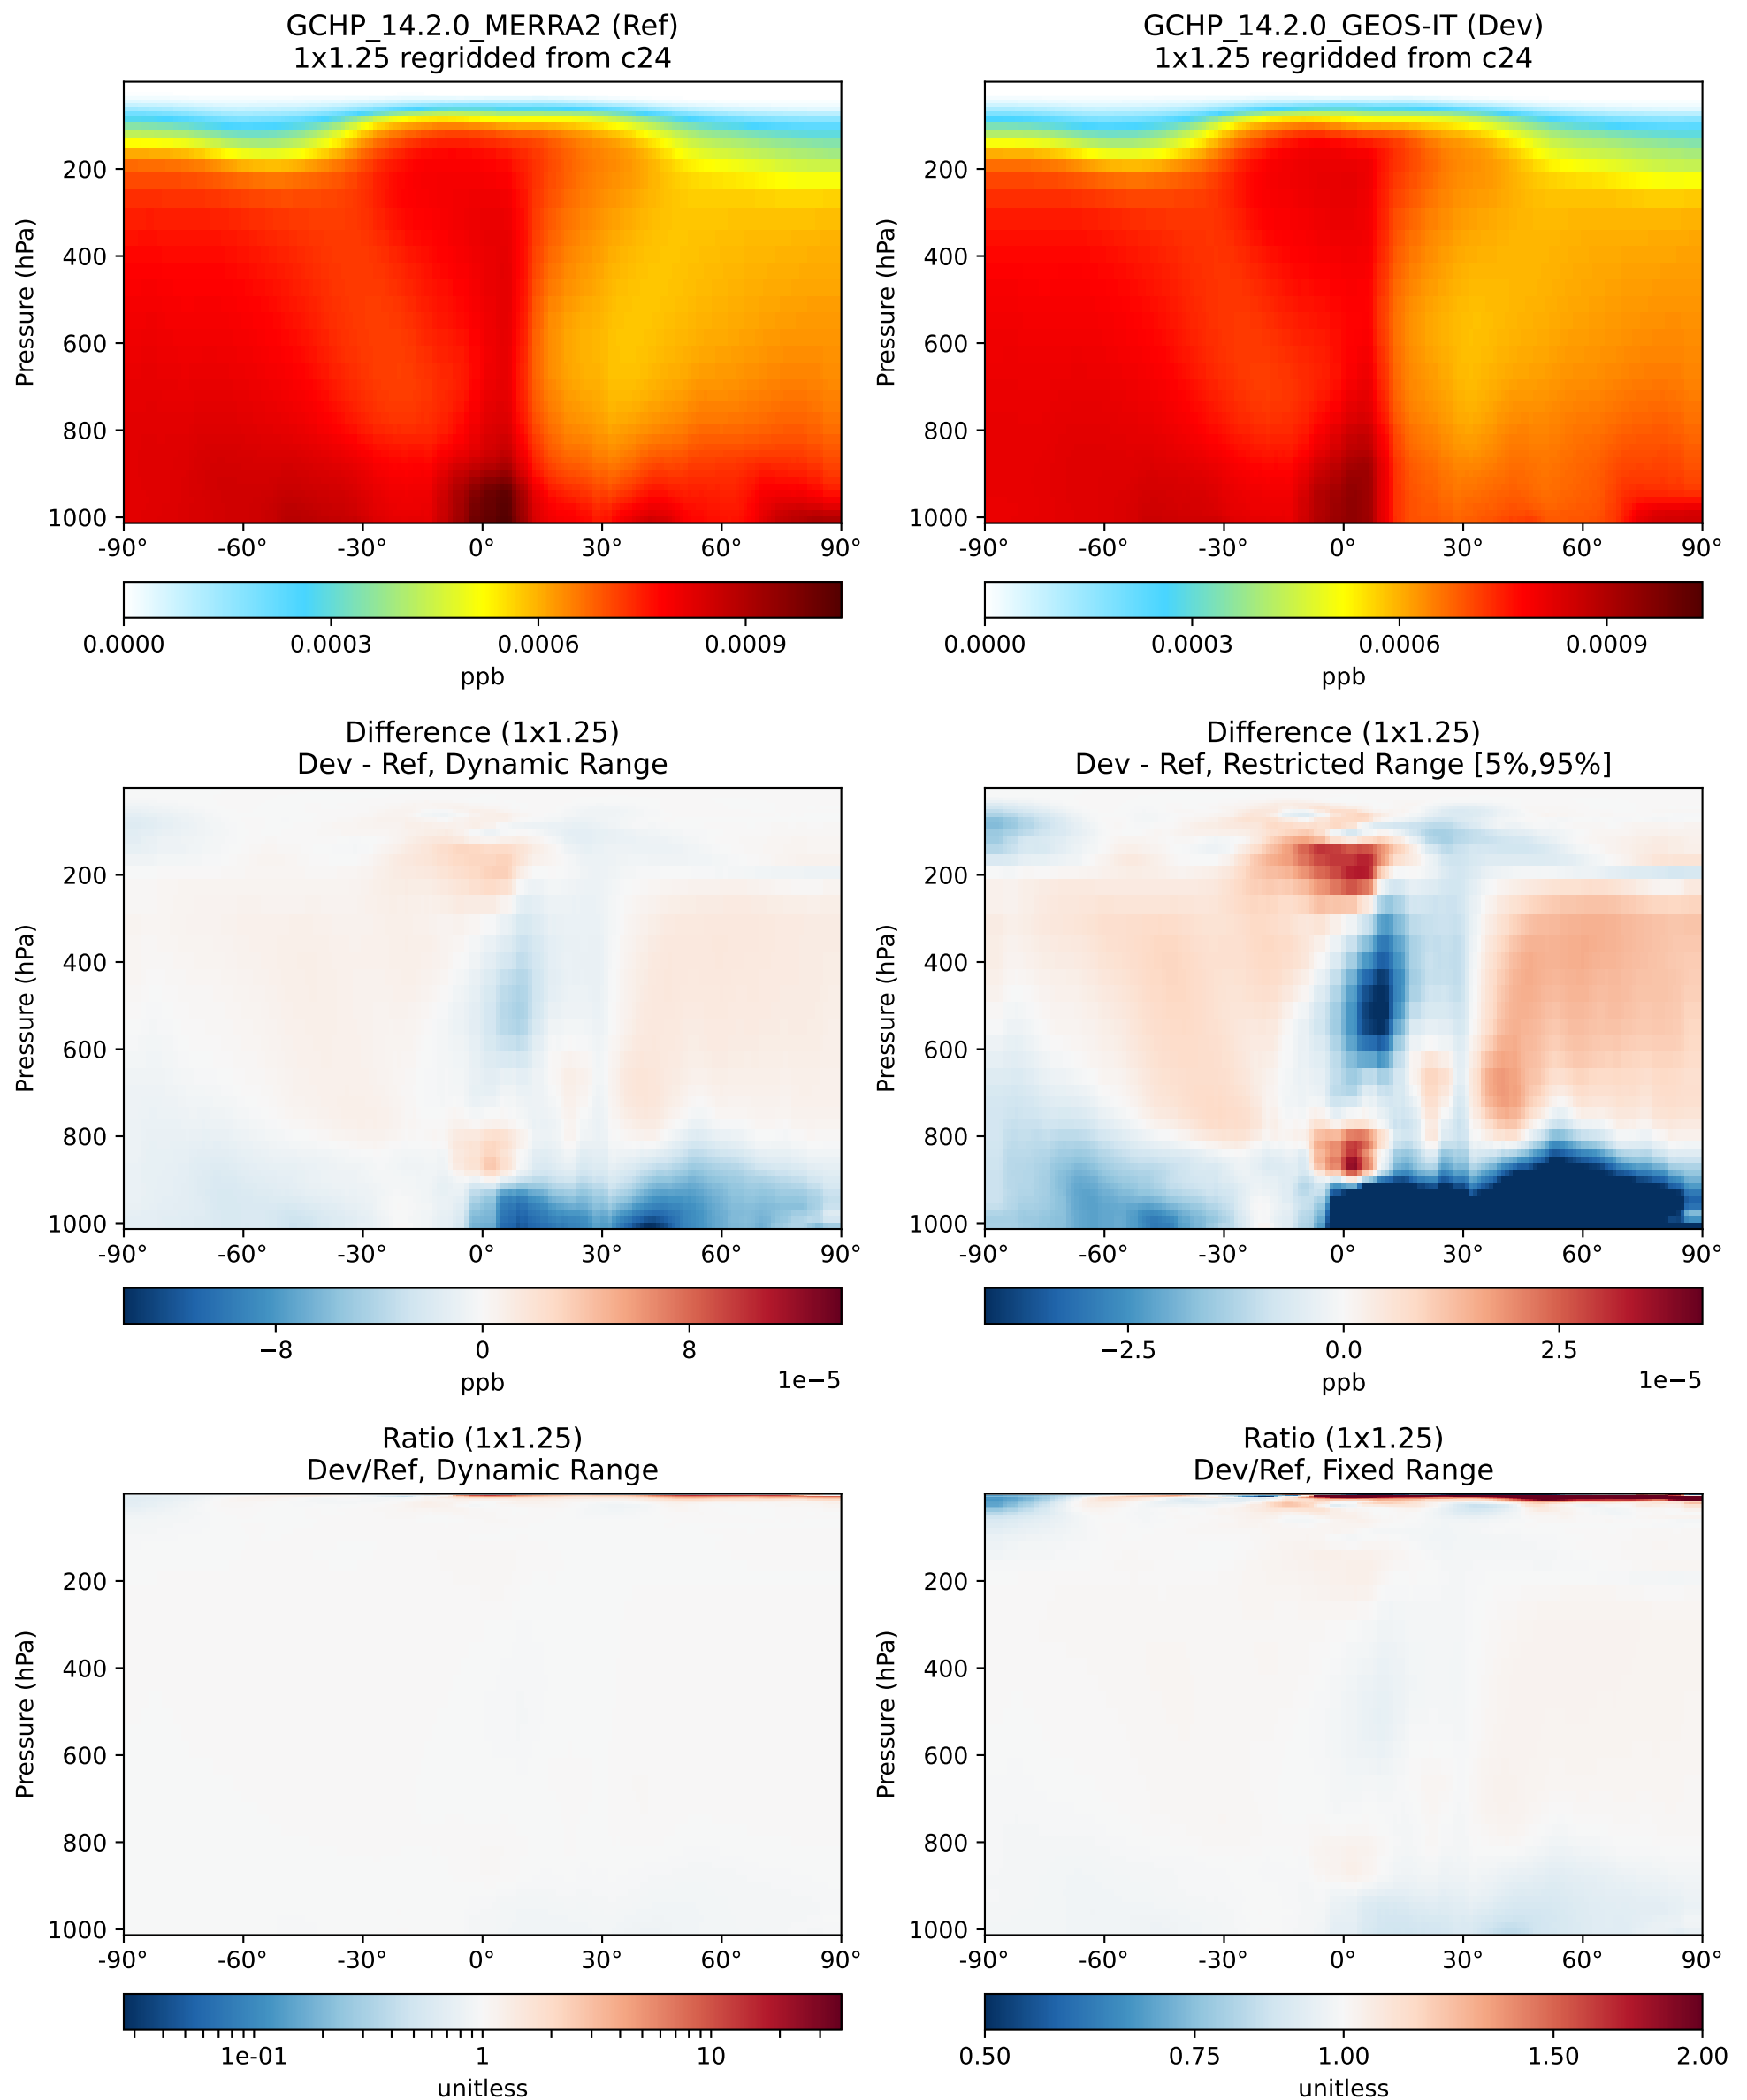 GCHP_14.2.0_MERRA2 (Ref)
1x1.25 regridded from c24
Pressure (hPa)
200
400
600
800
1000
-90° -60° -30° 0° 30° 60° 90°
0.0000 0.0003 0.0006 0.0009
ppb
GCHP_14.2.0_GEOS-IT (Dev)
1x1.25 regridded from c24
Pressure (hPa)
200
400
600
800
1000
-90° -60° -30° 0° 30° 60° 90°
0.0000 0.0003 0.0006 0.0009
ppb
Difference (1x1.25)
Dev - Ref, Dynamic Range
Pressure (hPa)
200
400
600
800
1000
-90° -60° -30° 0° 30° 60° 90°
−8 0 8
1e−5
ppb
Difference (1x1.25)
Dev - Ref, Restricted Range [5%,95%]
Pressure (hPa)
200
400
600
800
1000
-90° -60° -30° 0° 30° 60° 90°
−2.5 0.0 2.5
1e−5
ppb
Ratio (1x1.25)
Dev/Ref, Dynamic Range
Pressure (hPa)
200
400
600
800
1000
-90° -60° -30° 0° 30° 60° 90°
1e-01 1 10
unitless
Ratio (1x1.25)
Dev/Ref, Fixed Range
Pressure (hPa)
200
400
600
800
1000
-90° -60° -30° 0° 30° 60° 90°
0.50 0.75 1.00 1.50 2.00
unitless